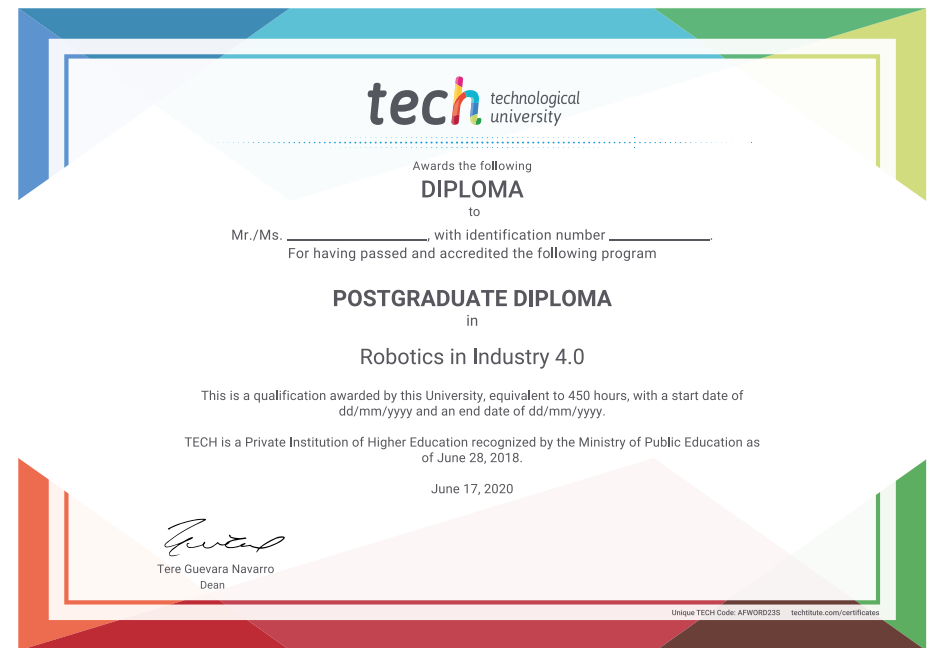 tech technological
university
Awards the following
DIPLOMA
to
Mr./Ms. ____________________, with identification number ______________.
For having passed and accredited the following program
POSTGRADUATE DIPLOMA
in
Robotics in Industry 4.0
This is a qualification awarded by this University, equivalent to 450 hours, with a start date of
dd/mm/yyyy and an end date of dd/mm/yyyy.
TECH is a Private Institution of Higher Education recognized by the Ministry of Public Education as
of June 28, 2018.
June 17, 2020
Tere Guevara Navarro
Dean
Unique TECH Code: AFWORD23S techtitute.com/certificates